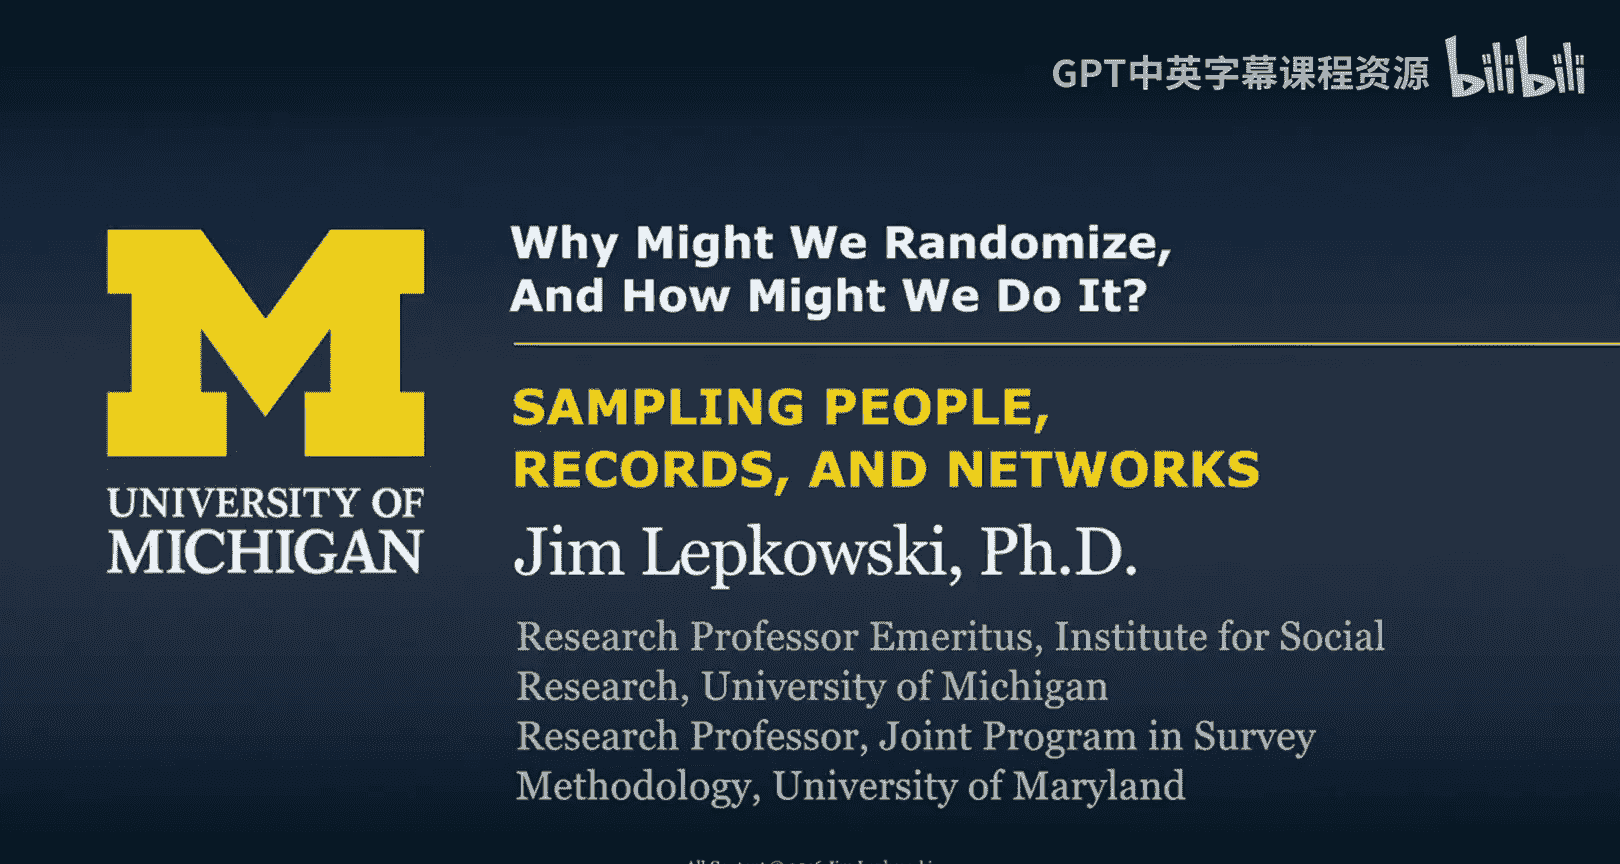 GPT中英字幕课程资源 bilibili
Why Might We Randomize,
And How Might We Do It?
SAMPLING PEOPLE,
RECORDS, AND NETWORKS
Jim Lepkowski, Ph.D.
Research Professor Emeritus, Institute for Social
Research, University of Michigan
Research Professor, Joint Program in Survey
Methodology, University of Maryland
M
UNIVERSITY OF
MICHIGAN